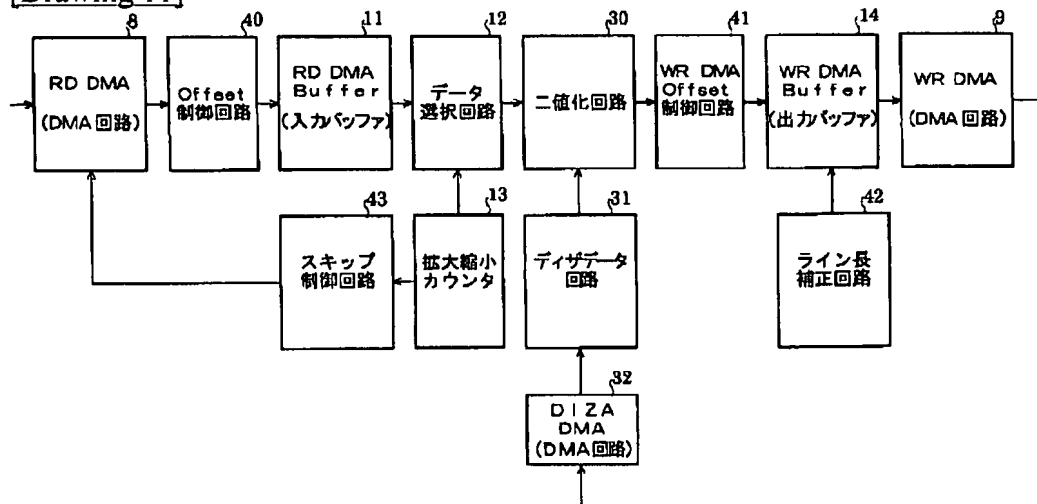 8
RD DMA
(DMA回路)
40
Offset
制御回路
11
RD DMA
Buffer
(入力バッファ)
12
データ
選択回路
30
二値化回路
41
WR DMA
Offset
制御回路
14
WR DMA
Buffer
(出力バッファ)
9
WR DMA
(DMA回路)
43
スキップ
制御回路
13
拡大縮小
カウンタ
31
ディザデータ
回路
42
ライン長
補正回路
32
DIZA
DMA
(DMA回路)